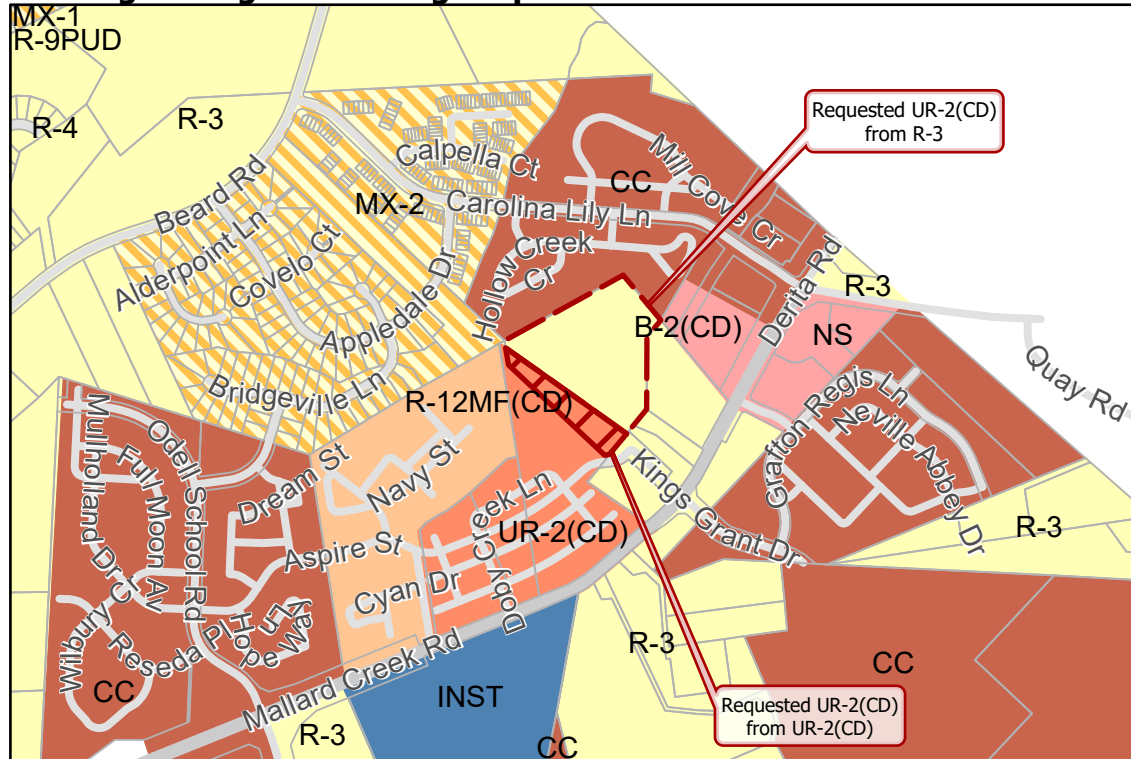 MX-1
R-9PUD
R-4
R-3
Beard Rd
Alderpoint Ln
Covelo Ct
Appledale Dr
Bridgeville Ln
MX-2
Calpella Ct
Carolina Lily Ln
Hollow Creek Cr
CC
Mill Cove Cr
Requested UR-2(CD)
from R-3
Derita Rd
R-3
B-2(CD)
NS
Quay Rd
R-12MF(CD)
Grafton Regis Ln
Neville Abbey Dr
Mullholland Dr
Odell School Rd
Full Moon Av
Dream St
Navy St
Aspire St
Cyan Dr
Doby Creek Ln
UR-2(CD)
Kings Grant Dr
R-3
Wilbury Cr
Reseda Pl
Hope Way Ln
CC
Mallard Creek Rd
INST
R-3
R-3
CC
CC
Requested UR-2(CD)
from UR-2(CD)